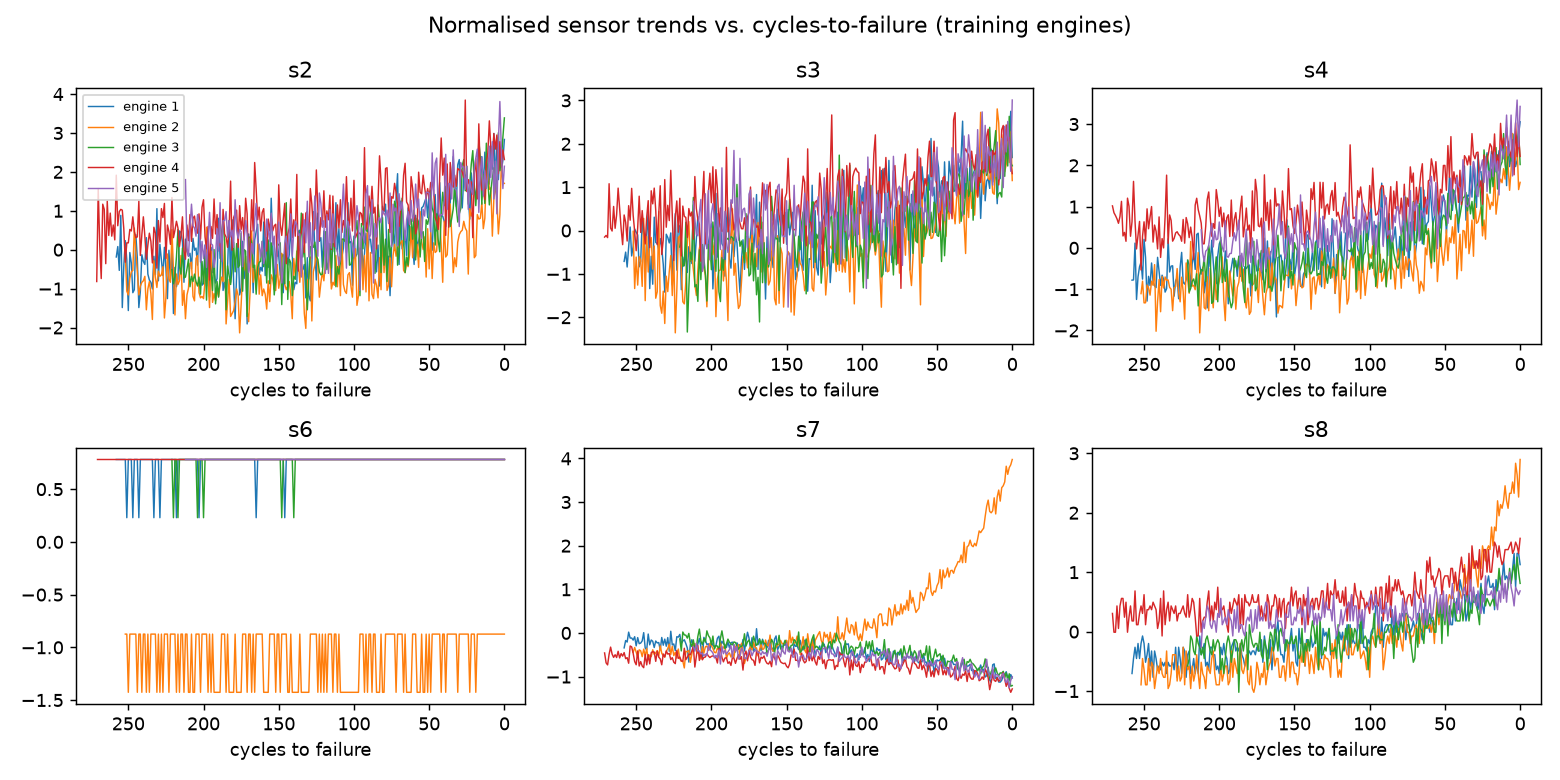 Normalised sensor trends vs. cycles-to-failure (training engines)
s2
4
3
2
1
0
−1
−2
engine 1
engine 2
engine 3
engine 4
engine 5
250 200 150 100 50 0
cycles to failure
s3
3
2
1
0
−1
−2
250 200 150 100 50 0
cycles to failure
s4
3
2
1
0
−1
−2
250 200 150 100 50 0
cycles to failure
s6
0.5
0.0
−0.5
−1.0
−1.5
250 200 150 100 50 0
cycles to failure
s7
4
3
2
1
0
−1
250 200 150 100 50 0
cycles to failure
s8
3
2
1
0
−1
250 200 150 100 50 0
cycles to failure